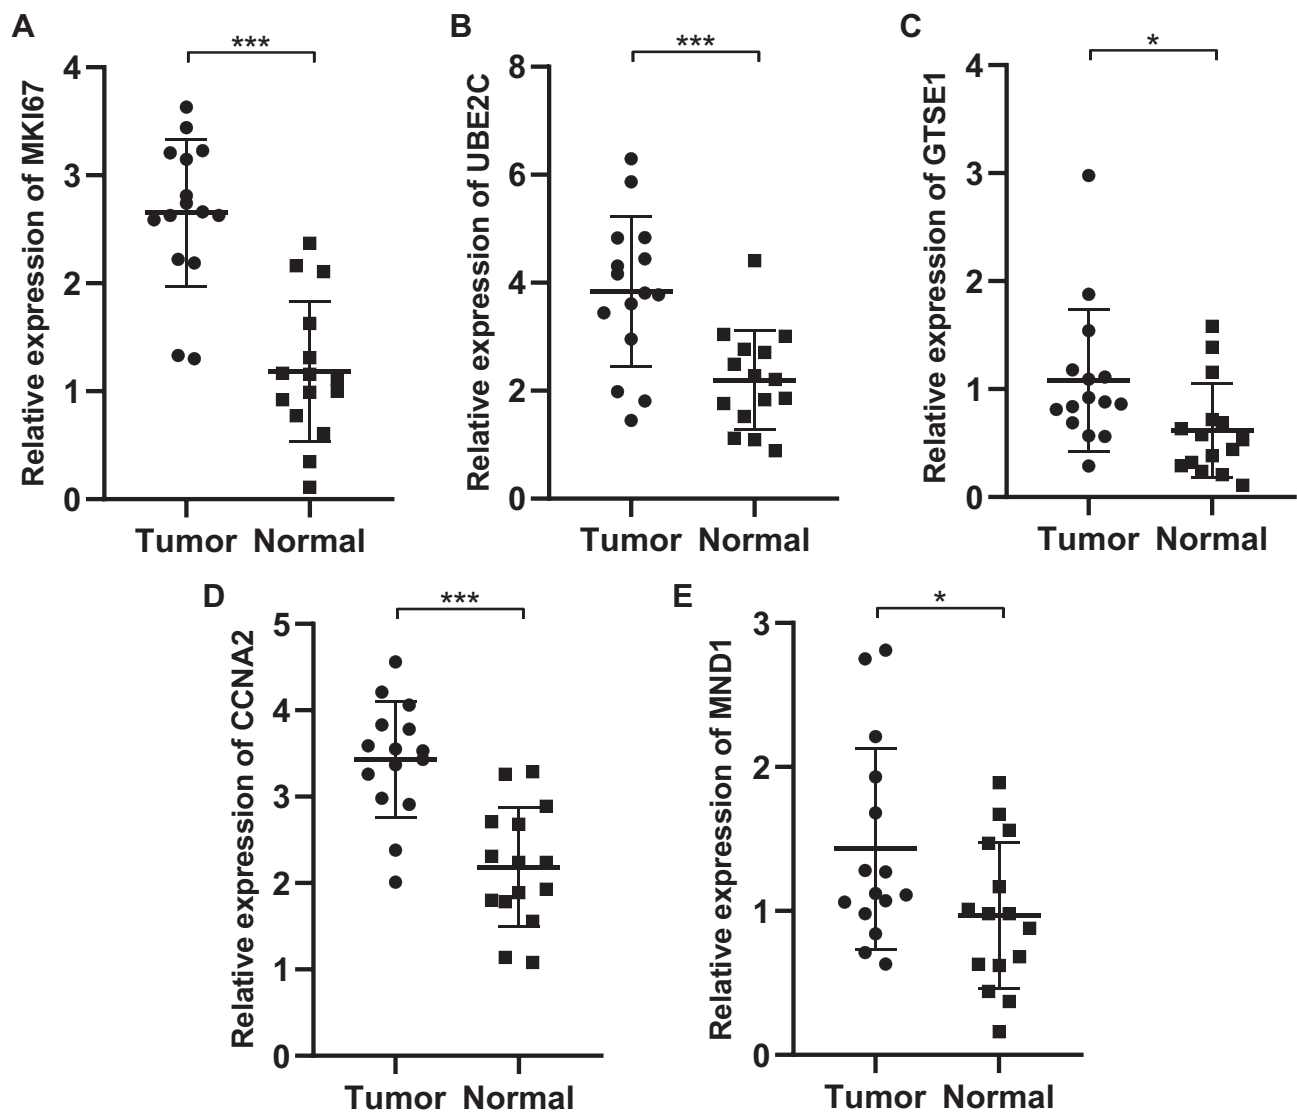 A
***
Relative expression of MKI67
4
3
2
1
0
Tumor Normal
B
***
Relative expression of UBE2C
8
6
4
2
0
Tumor Normal
C
*
Relative expression of GTSE1
4
3
2
1
0
Tumor Normal
D
***
Relative expression of CCNA2
5
4
3
2
1
0
Tumor Normal
E
*
Relative expression of MND1
3
2
1
0
Tumor Normal